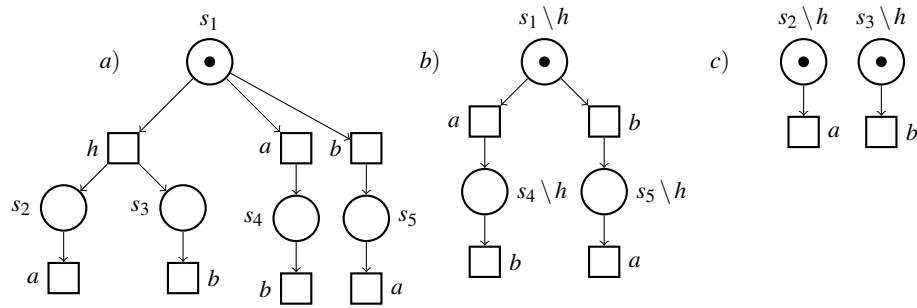 a)
s₁
h
a
b
s₂
s₃
s₄
s₅
a
b
b
a
b)
s₁ \ h
a
b
s₄ \ h
s₅ \ h
b
a
c)
s₂ \ h
s₃ \ h
a
b